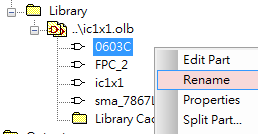 Library
..\ic1x1.olb
0603C
FPC_2
ic1x1
sma_7867L
Library Cac
Edit Part
Rename
Properties
Split Part...